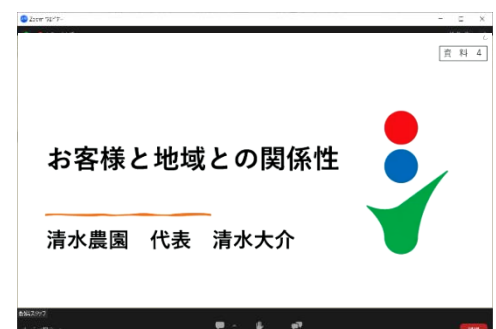 資料4
お客様と地域との関係性
清水農園　代表　清水大介